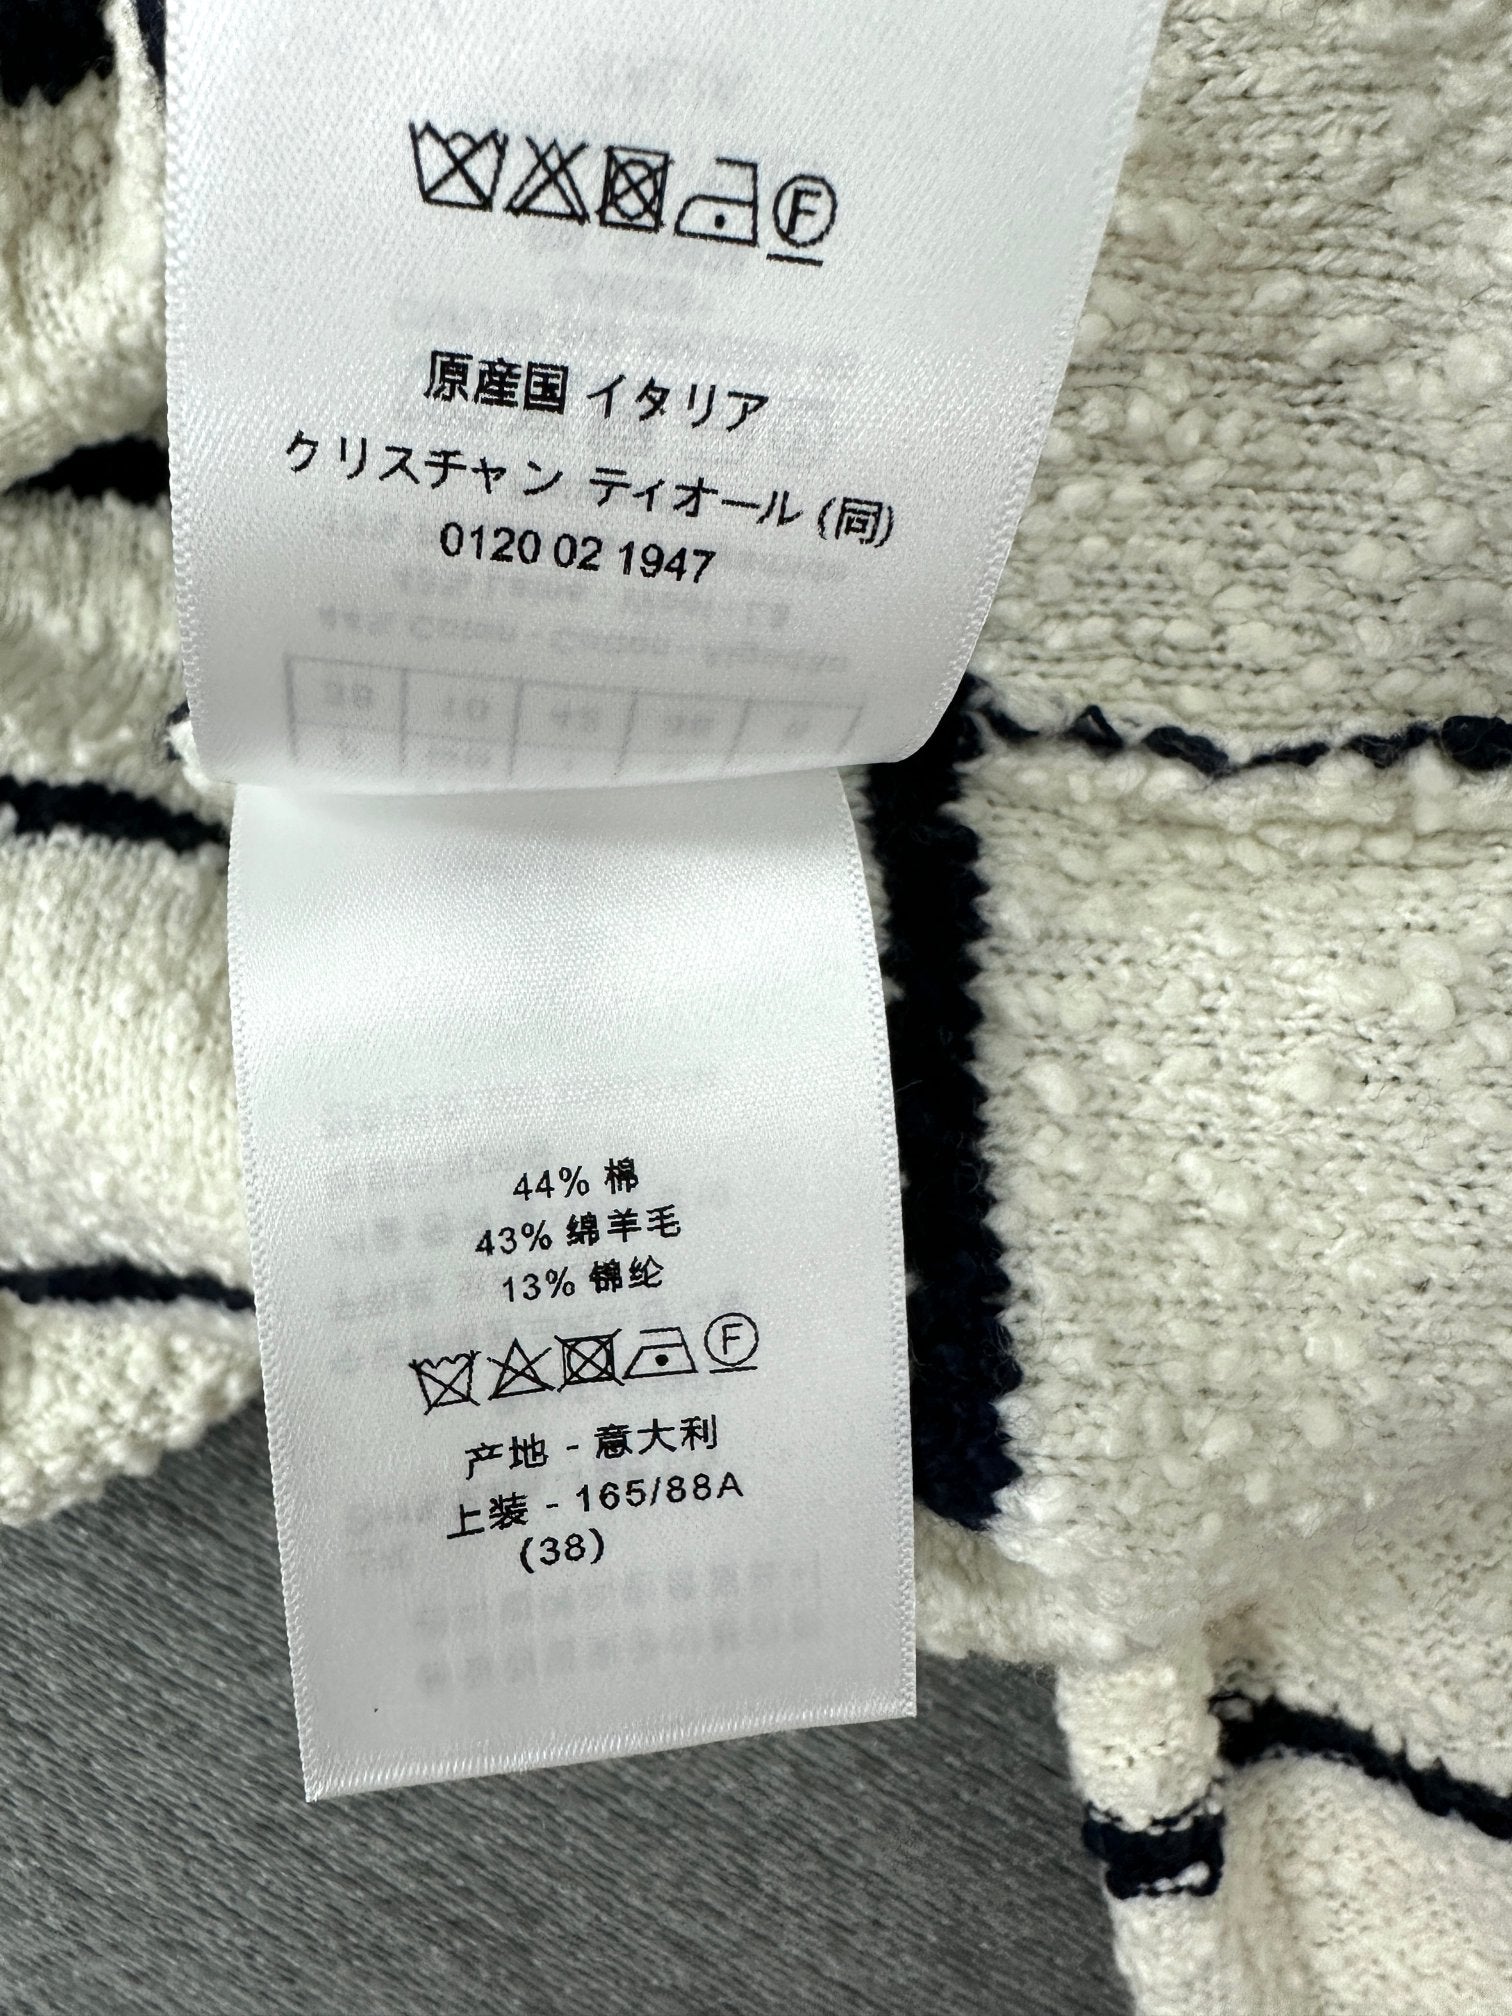 F
原産国 イタリア
クリスチャン ディオール (同)
0120 02 1947
44% 棉
43% 绵羊毛
13% 锦纶
F
产地 - 意大利
上装 - 165/88A
(38)